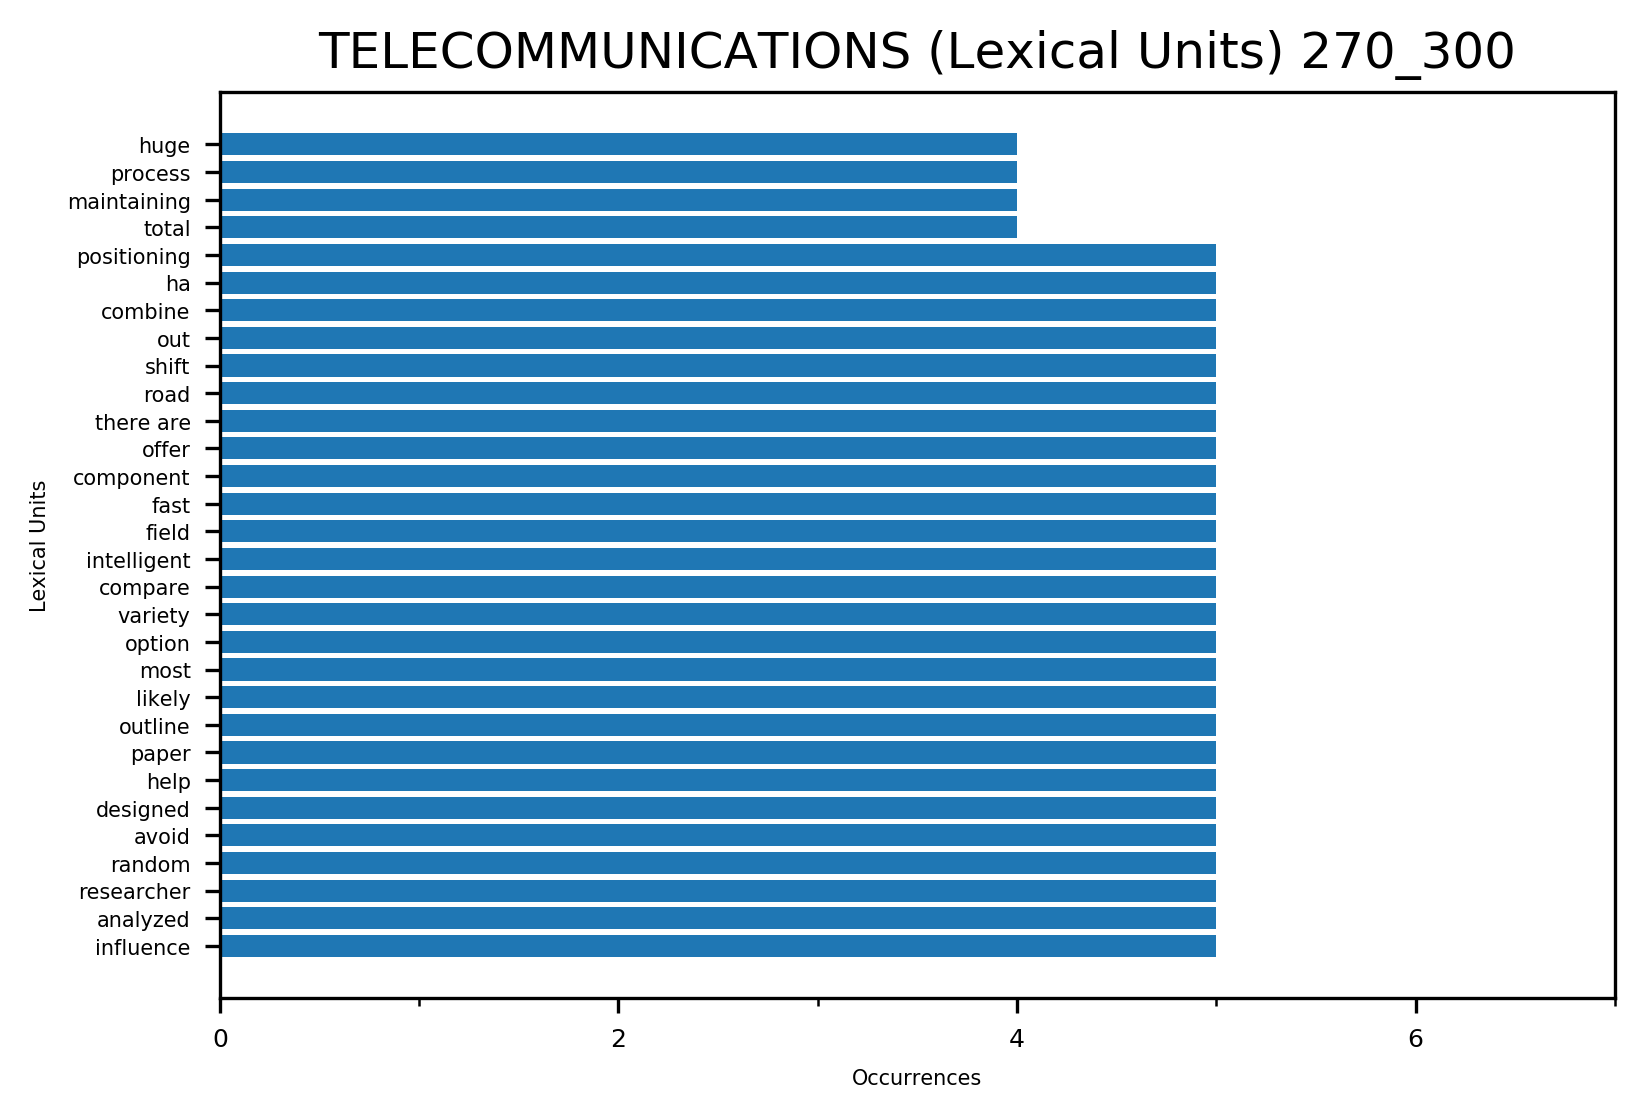 TELECOMMUNICATIONS (Lexical Units) 270_300
huge
process
maintaining
total
positioning
ha
combine
out
shift
road
there are
offer
component
fast
field
intelligent
compare
variety
option
most
likely
outline
paper
help
designed
avoid
random
researcher
analyzed
influence
Lexical Units
0 2 4 6
Occurrences